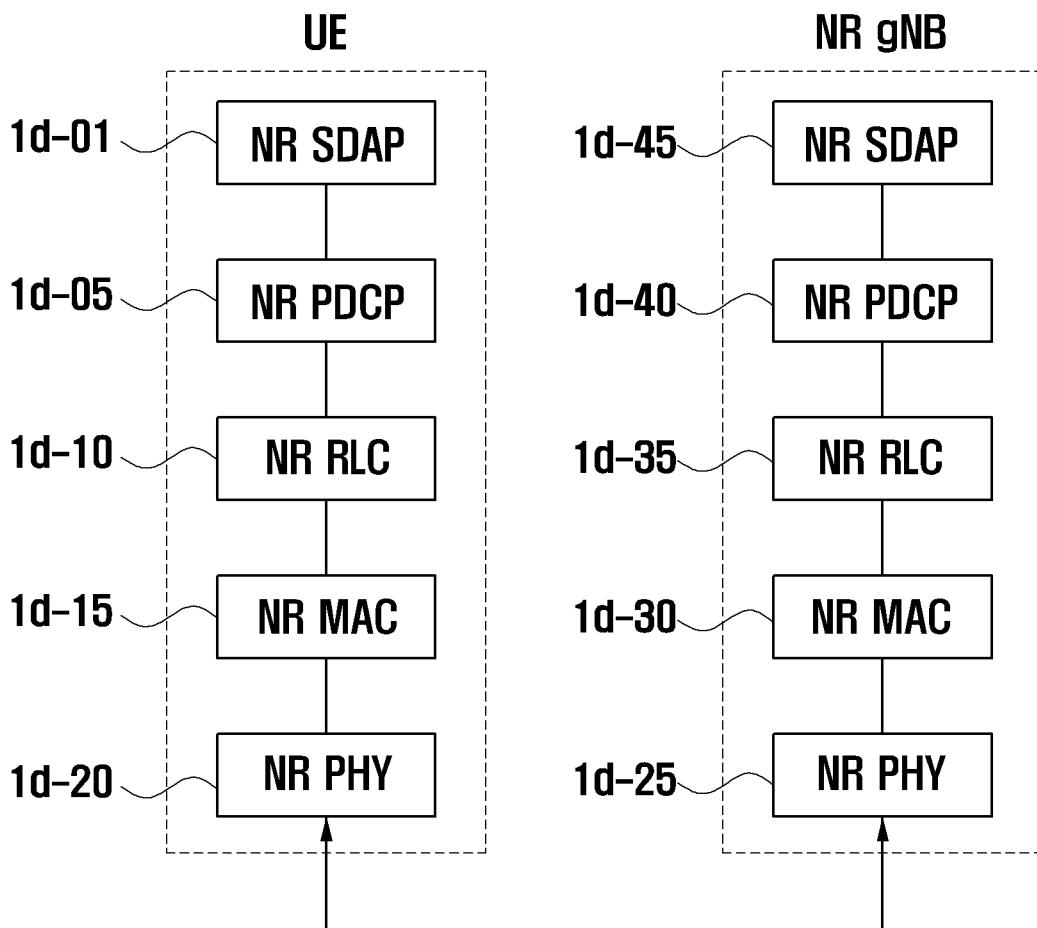 UE NR gNB
1d-01 NR SDAP 1d-45 NR SDAP
1d-05 NR PDCP 1d-40 NR PDCP
1d-10 NR RLC 1d-35 NR RLC
1d-15 NR MAC 1d-30 NR MAC
1d-20 NR PHY 1d-25 NR PHY